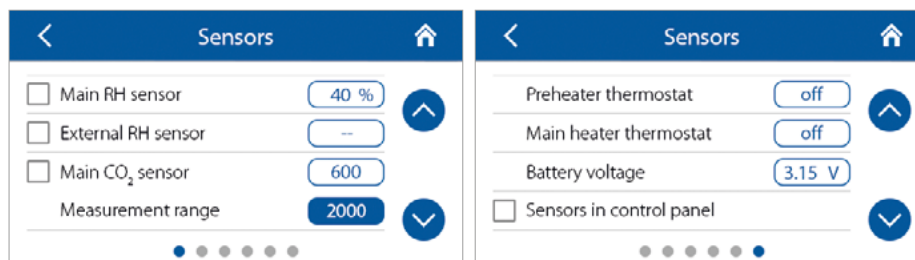 Sensors
Main RH sensor 40 %
External RH sensor --
Main CO₂ sensor 600
Measurement range 2000
Sensors
Preheater thermostat off
Main heater thermostat off
Battery voltage 3.15 V
Sensors in control panel